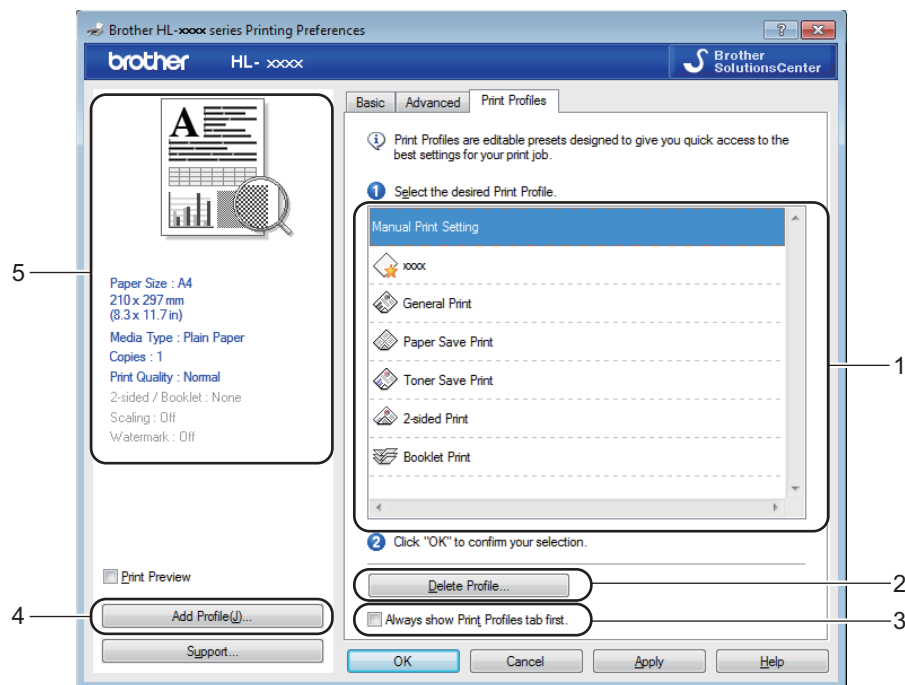 Brother HL-xxxx series Printing Preferences
brother HL- xxxx
Brother
SolutionsCenter
A
Paper Size : A4
210 x 297 mm
(8.3 x 11.7 in)
Media Type : Plain Paper
Copies : 1
Print Quality : Normal
2-sided / Booklet : None
Scaling : Off
Watermark : Off
Print Preview
Add Profile(J)...
Support...
Basic Advanced Print Profiles
Print Profiles are editable presets designed to give you quick access to the
best settings for your print job.
1 Select the desired Print Profile.
Manual Print Setting
xxxx
General Print
Paper Save Print
Toner Save Print
2-sided Print
Booklet Print
2 Click "OK" to confirm your selection.
Delete Profile...
Always show Print Profiles tab first.
OK Cancel Apply Help
1
2
3
4
5